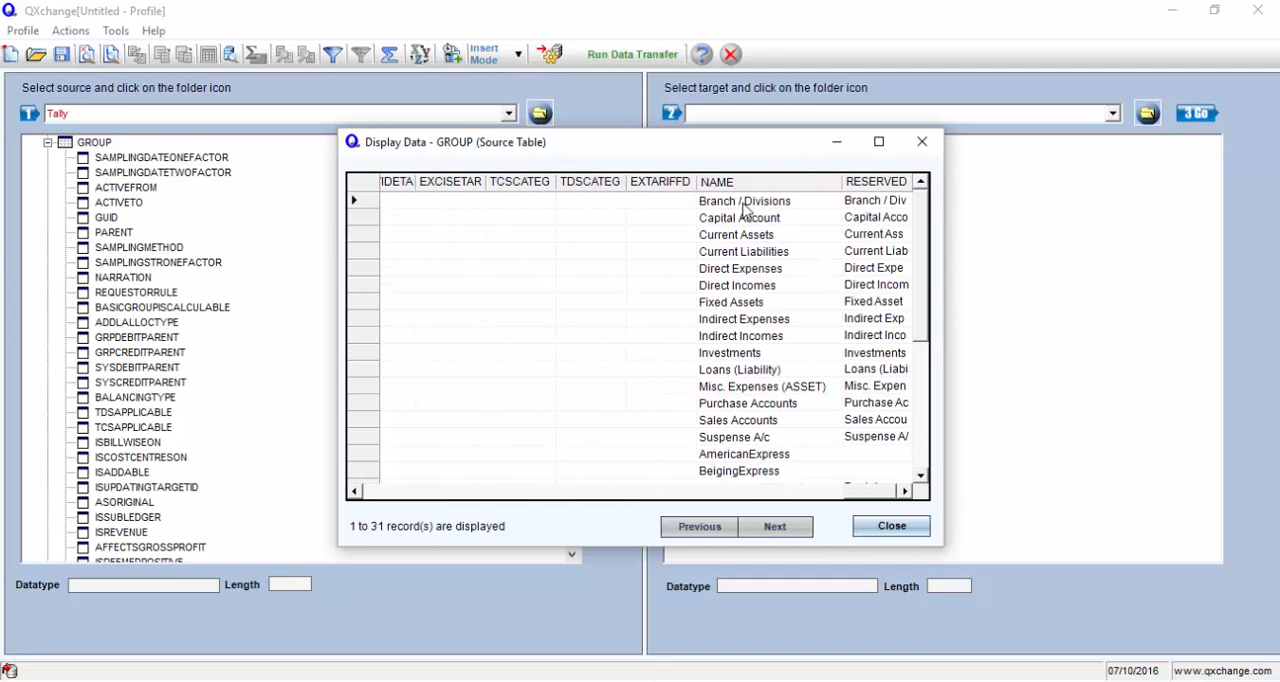 QXchange[Untitled - Profile]
Profile Actions Tools Help
Insert Mode
Run Data Transfer
Select source and click on the folder icon
Select target and click on the folder icon
1 Tally
2
3 Go
GROUP
SAMPLINGDATEONEFACTOR
SAMPLINGDATETWOFACTOR
ACTIVEFROM
ACTIVETO
GUID
PARENT
SAMPLINGMETHOD
SAMPLINGSTRONEFACTOR
NARRATION
REQUESTORRULE
BASICGROUPISCALCULABLE
ADDLALLOCTYPE
GRPDEBITPARENT
GRPCREDITPARENT
SYSDEBITPARENT
SYSCREDITPARENT
BALANCINGTYPE
TDSAPPLICABLE
TCSAPPLICABLE
ISBILLWISEON
ISCOSTCENTRESON
ISADDABLE
ISUPDATINGTARGETID
ASORIGINAL
ISSUBLEDGER
ISREVENUE
AFFECTSGROSSPROFIT
ISDEEMEDPOSITIVE
Display Data - GROUP (Source Table)
IDETA EXCISETAR TCSCATEG TDSCATEG EXTARIFFD NAME RESERVED
Branch / Divisions Branch / Div
Capital Account Capital Acco
Current Assets Current Ass
Current Liabilities Current Liab
Direct Expenses Direct Expe
Direct Incomes Direct Incom
Fixed Assets Fixed Asset
Indirect Expenses Indirect Exp
Indirect Incomes Indirect Inco
Investments Investments
Loans (Liability) Loans (Liabi
Misc. Expenses (ASSET) Misc. Expen
Purchase Accounts Purchase Ac
Sales Accounts Sales Accou
Suspense A/c Suspense A/
AmericanExpress
BeigingExpress
1 to 31 record(s) are displayed
Previous Next Close
Datatype Length
Datatype Length
07/10/2016 www.qxchange.com